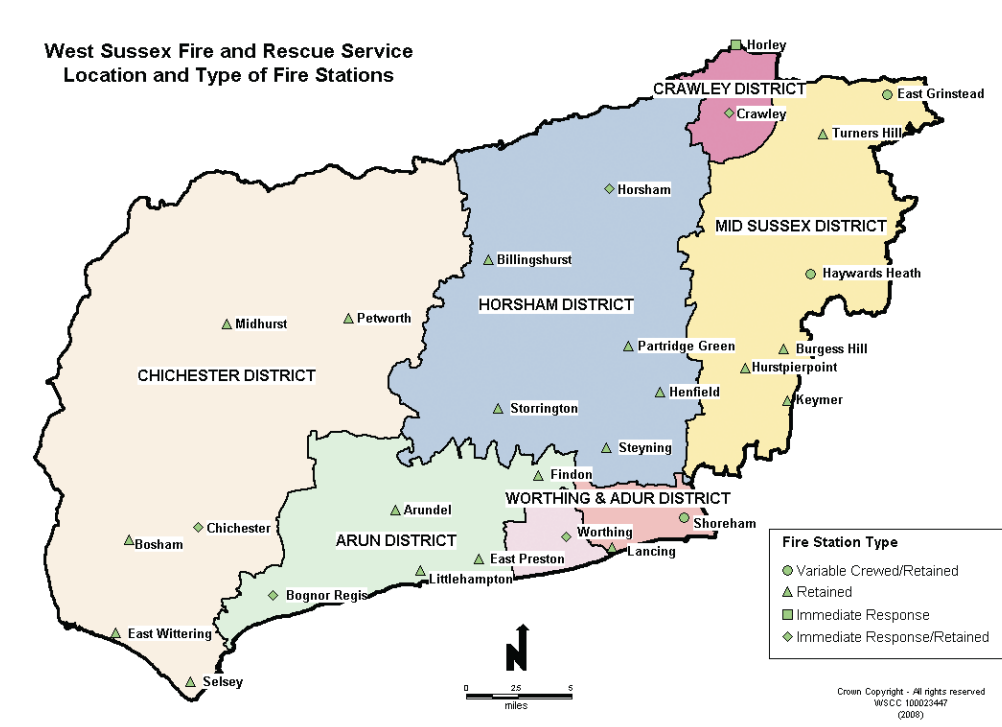 West Sussex Fire and Rescue Service
Location and Type of Fire Stations
Horley
CRAWLEY DISTRICT
East Grinstead
Crawley
Turners Hill
Horsham
MID SUSSEX DISTRICT
Billingshurst
Haywards Heath
HORSHAM DISTRICT
Petworth
Midhurst
Partridge Green
Burgess Hill
Hurstpierpoint
CHICHESTER DISTRICT
Henfield
Keymer
Storrington
Steyning
Findon
WORTHING & ADUR DISTRICT
Arundel
Shoreham
Chichester
Worthing
Bosham
ARUN DISTRICT
Lancing
East Preston
Littlehampton
Bognor Regis
East Wittering
Selsey
Fire Station Type
Variable Crewed/Retained
Retained
Immediate Response
Immediate Response/Retained
N
0 2.5 5
miles
Crown Copyright - All rights reserved
WSCC 100023447
(2008)